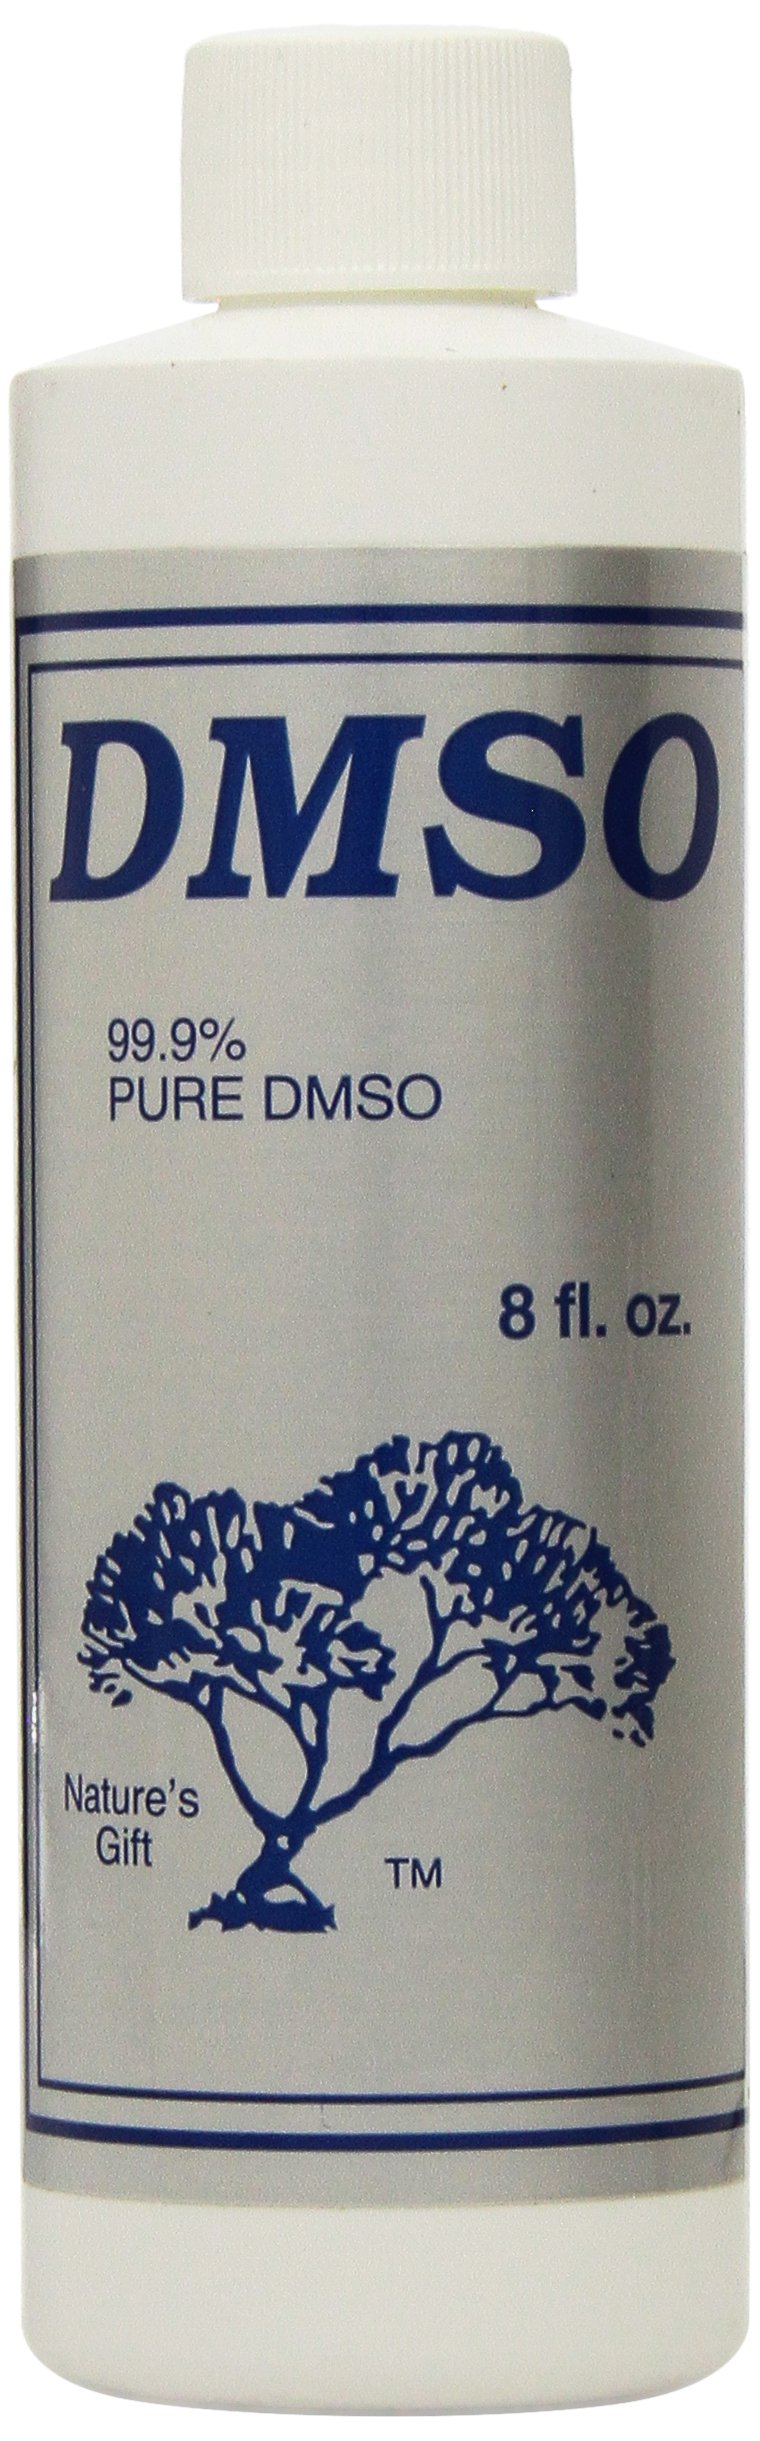 DMSO
99.9%
PURE DMSO
8 fl. oz.
Nature's
Gift
TM